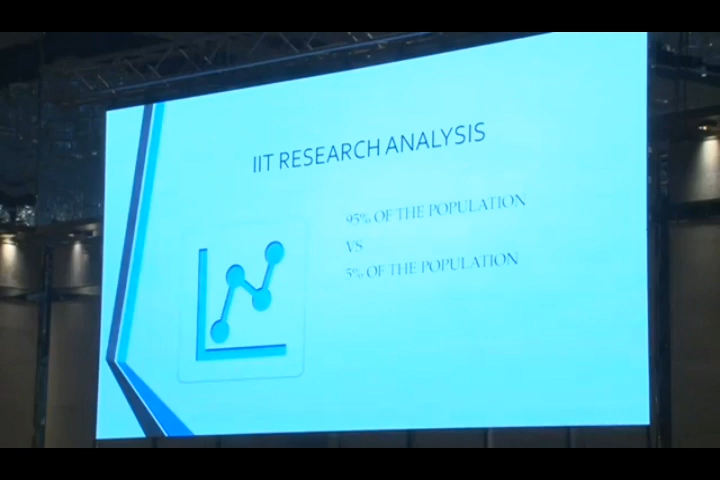 IIT RESEARCH ANALYSIS
95% OF THE POPULATION
VS
5% OF THE POPULATION